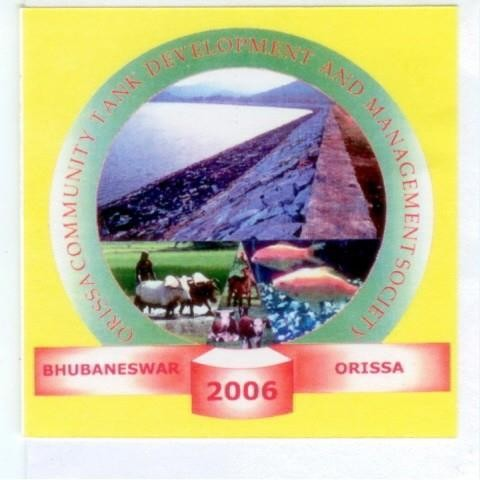 ORISSA COMMUNITY TANK DEVELOPMENT AND MANAGEMENT SOCIETY
BHUBANESWAR
2006
ORISSA